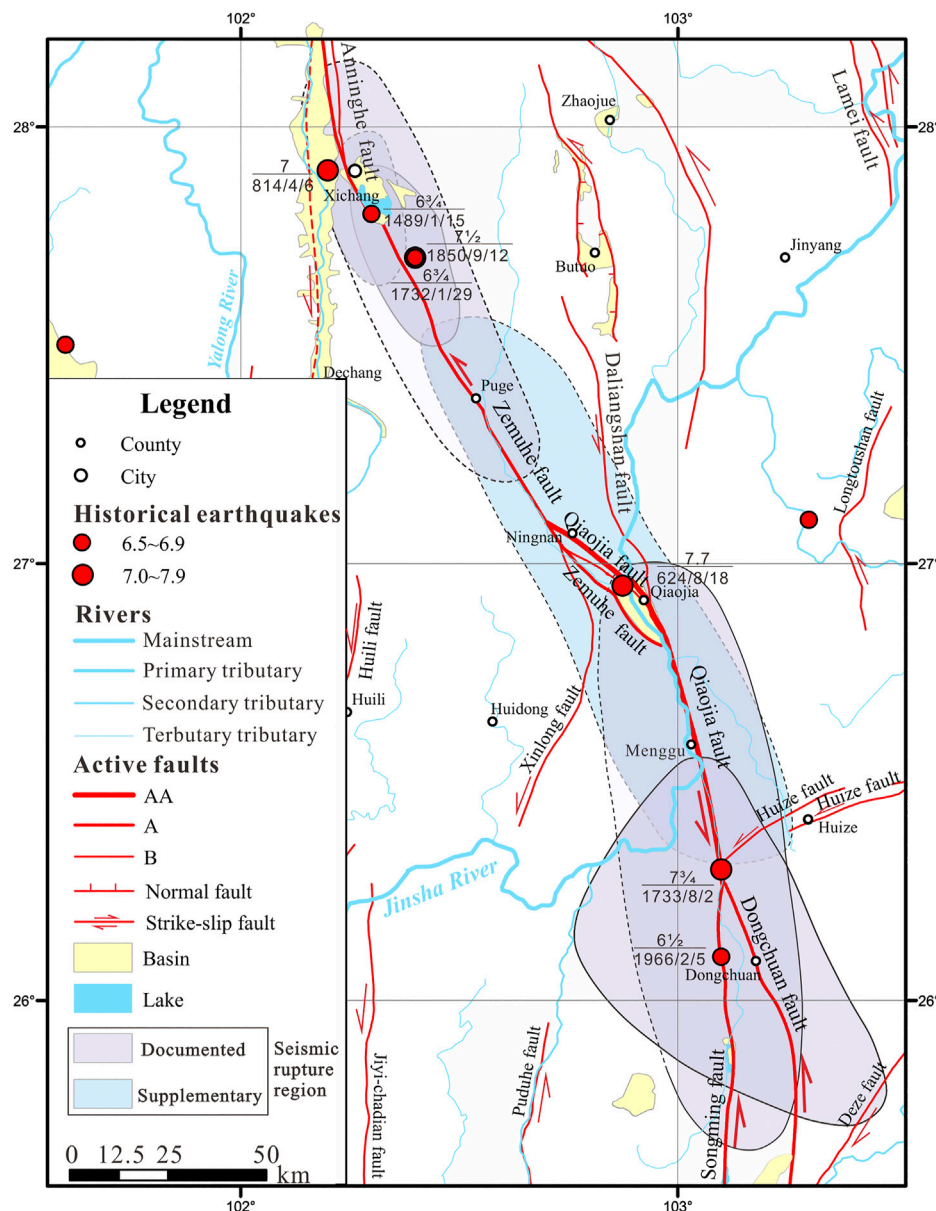 102°
103°
28°
28°
27°
27°
26°
26°
102°
103°
Anninghe fault
Zhaojue
Lamei fault
7
814/4/6
Xichang
6¾
1489/1/15
7½
1850/9/12
6¾
1732/1/29
Butuo
Jinyang
Yalong River
Dechang
Puge
Zemuhe fault
Daliangshan fault
Longtoushan fault
Ningnan
Qiaojia fault
Zemuhe fault
7.7
624/8/18
Qiaojia
Huili fault
Huili
Huidong
Xinlong fault
Menggu
Qiaojia fault
Huize fault
Huize fault
Huize
Jinsha River
7¾
1733/8/2
6½
1966/2/5
Dongchuan
Dongchuan fault
Jiyi-chadian fault
Puduhe fault
Songming fault
Deze fault
Legend
County
City
Historical earthquakes
6.5~6.9
7.0~7.9
Rivers
Mainstream
Primary tributary
Secondary tributary
Terbutary tributary
Active faults
AA
A
B
Normal fault
Strike-slip fault
Basin
Lake
Documented
Supplementary
Seismic
rupture
region
0 12.5 25 50
km